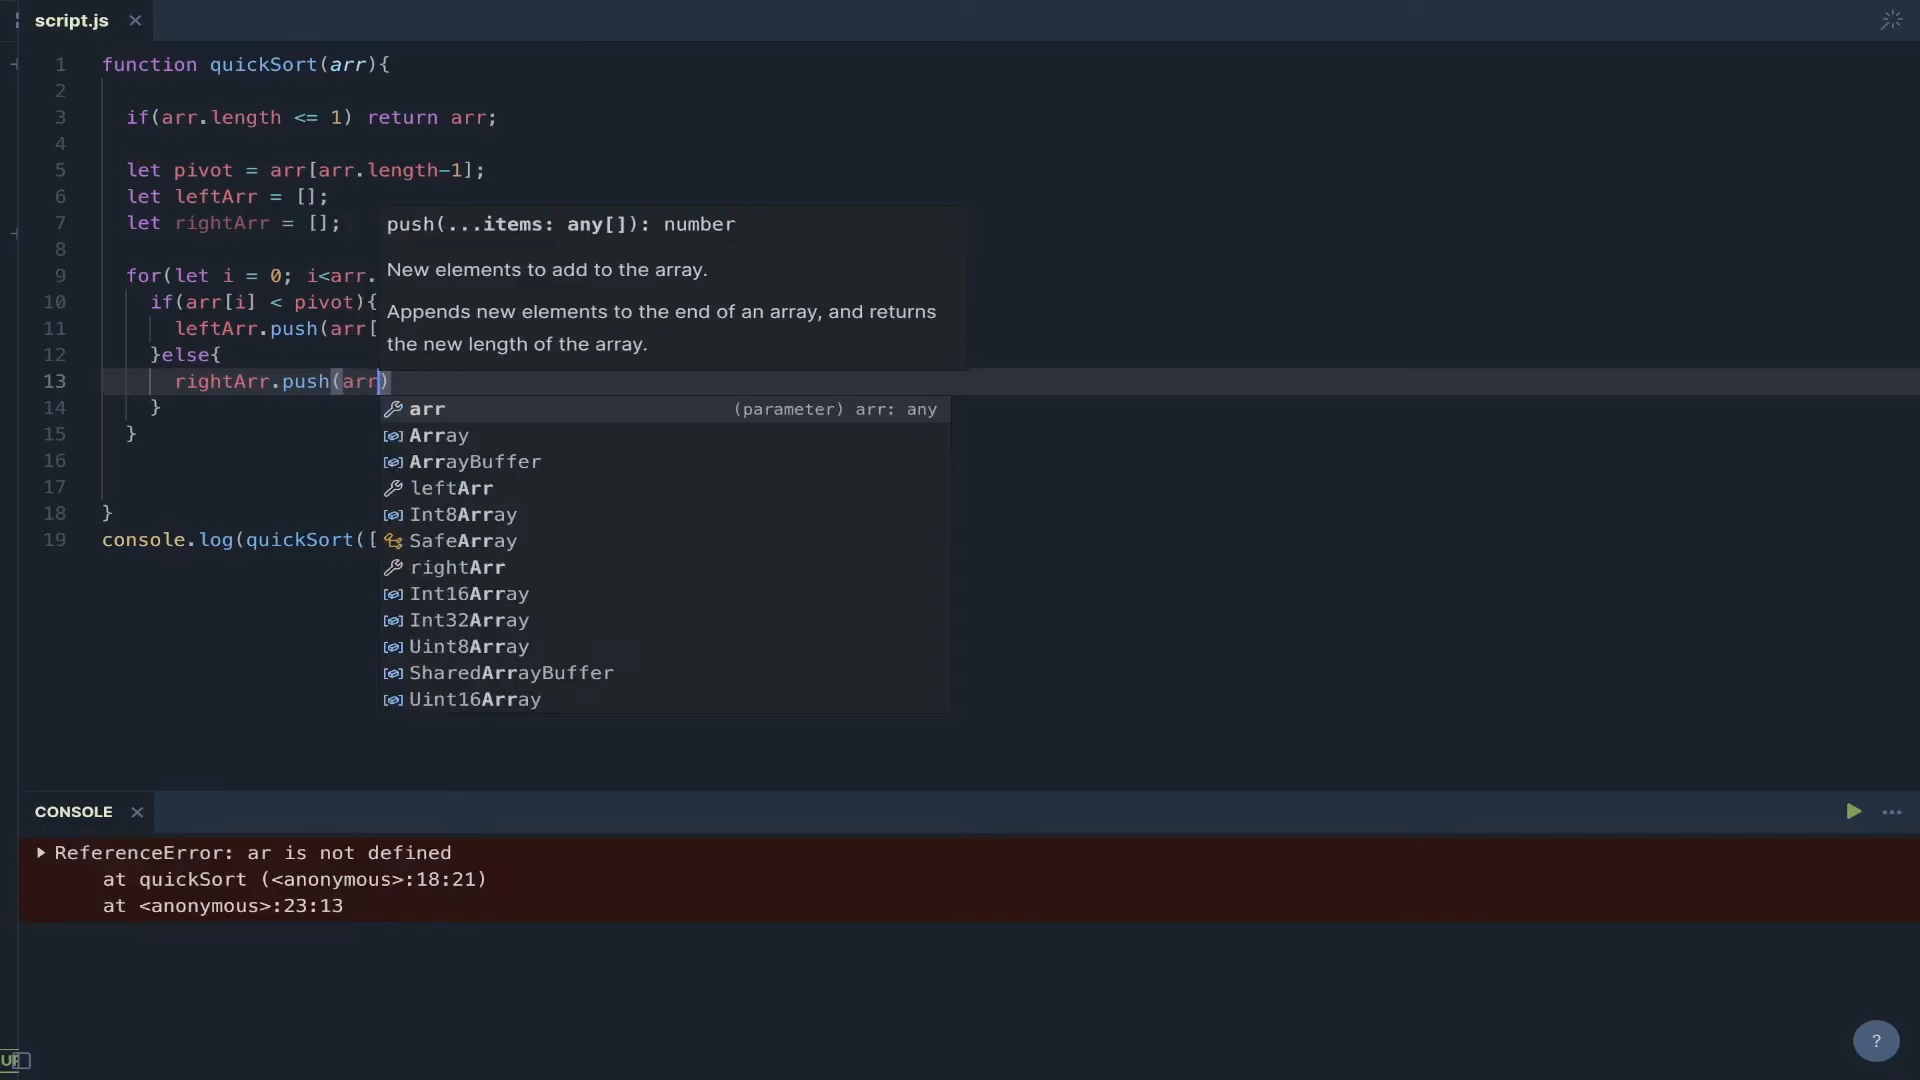 script.js
1 function quickSort(arr){
2
3 if(arr.length <= 1) return arr;
4
5 let pivot = arr[arr.length-1];
6 let leftArr = [];
7 let rightArr = [];
8
9 for(let i = 0; i<arr.
10 if(arr[i] < pivot){
11 leftArr.push(arr[
12 }else{
13 rightArr.push(arr)
14 }
15 }
16
17
18 }
19 console.log(quickSort([
push(...items: any[]): number
New elements to add to the array.
Appends new elements to the end of an array, and returns
the new length of the array.
arr (parameter) arr: any
Array
ArrayBuffer
leftArr
Int8Array
SafeArray
rightArr
Int16Array
Int32Array
Uint8Array
SharedArrayBuffer
Uint16Array
CONSOLE
ReferenceError: ar is not defined
at quickSort (<anonymous>:18:21)
at <anonymous>:23:13
?